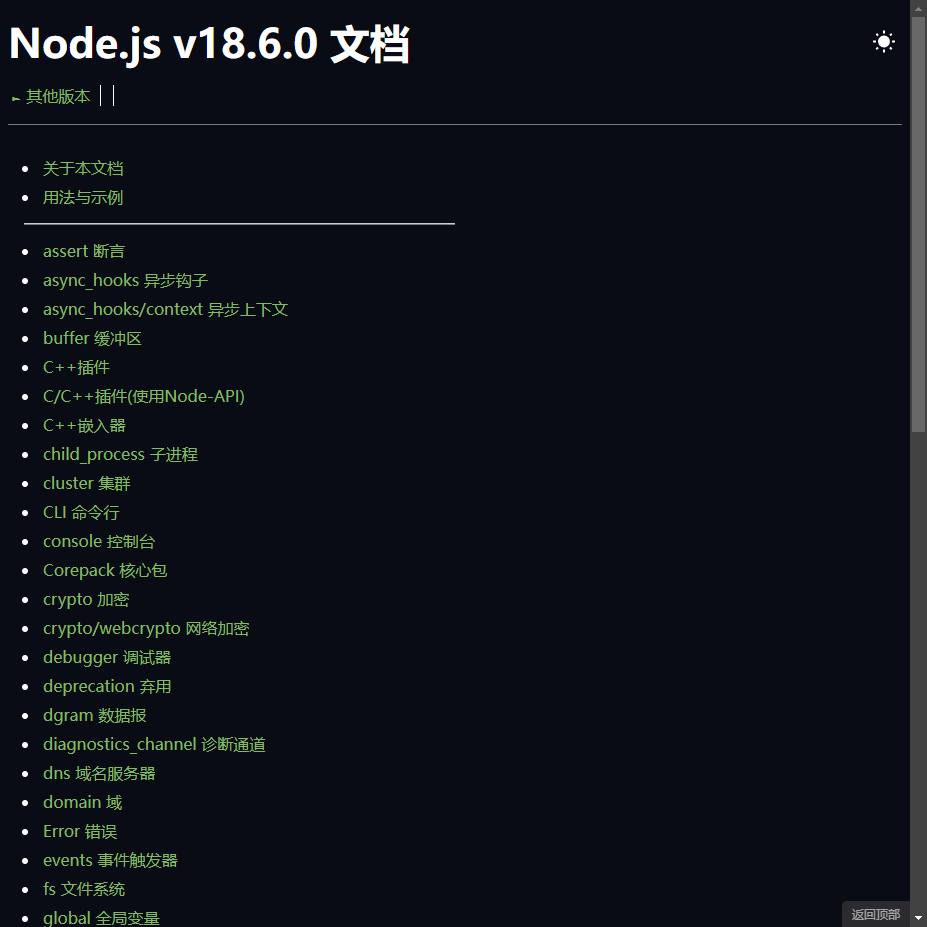 Node.js v18.6.0 文档
► 其他版本
关于本文档
用法与示例
assert 断言
async_hooks 异步钩子
async_hooks/context 异步上下文
buffer 缓冲区
C++插件
C/C++插件(使用Node-API)
C++嵌入器
child_process 子进程
cluster 集群
CLI 命令行
console 控制台
Corepack 核心包
crypto 加密
crypto/webcrypto 网络加密
debugger 调试器
deprecation 弃用
dgram 数据报
diagnostics_channel 诊断通道
dns 域名服务器
domain 域
Error 错误
events 事件触发器
fs 文件系统
global 全局变量
返回顶部